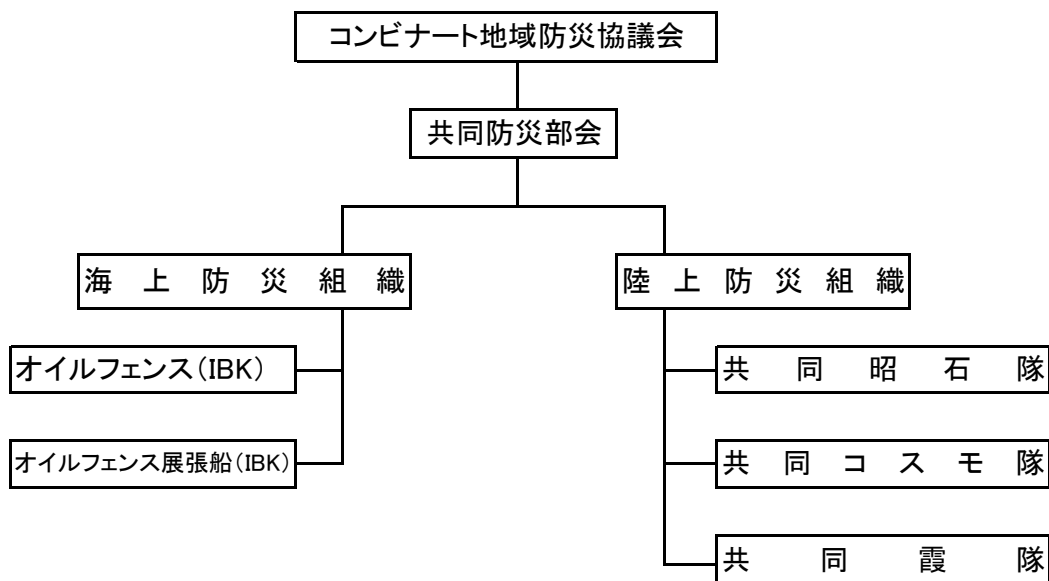 コンビナート地域防災協議会
共同防災部会
海上防災組織
陸上防災組織
オイルフェンス(IBK)
共同昭石隊
オイルフェンス展張船(IBK)
共同コスモ隊
共同霞隊